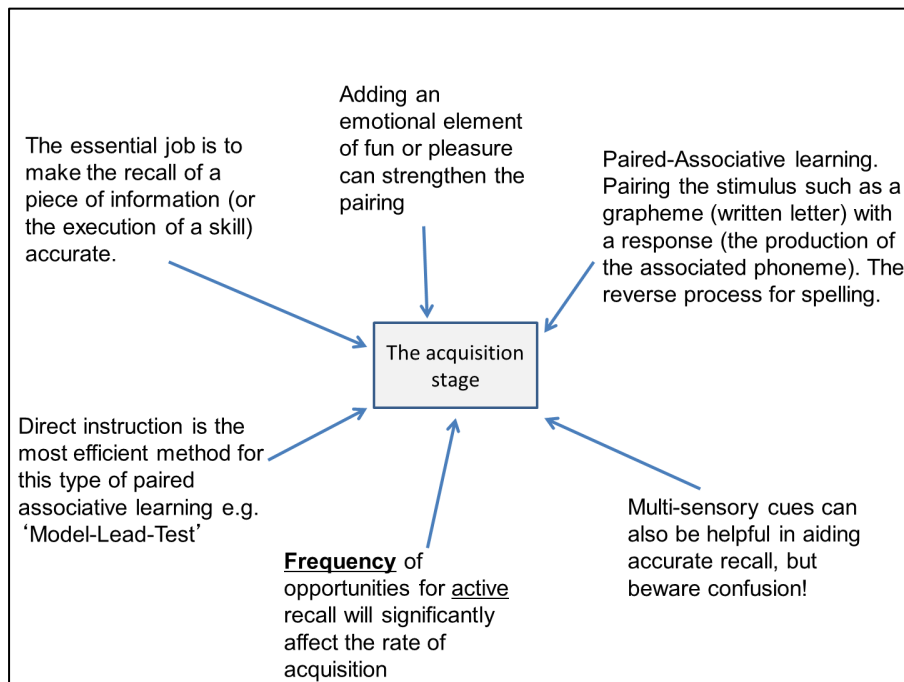 The essential job is to
make the recall of a
piece of information (or
the execution of a skill)
accurate.
Adding an
emotional element
of fun or pleasure
can strengthen the
pairing
Paired-Associative learning.
Pairing the stimulus such as a
grapheme (written letter) with
a response (the production of
the associated phoneme). The
reverse process for spelling.
The acquisition
stage
Direct instruction is the
most efficient method for
this type of paired
associative learning e.g.
‘Model-Lead-Test’
Frequency of
opportunities for active
recall will significantly
affect the rate of
acquisition
Multi-sensory cues can
also be helpful in aiding
accurate recall, but
beware confusion!